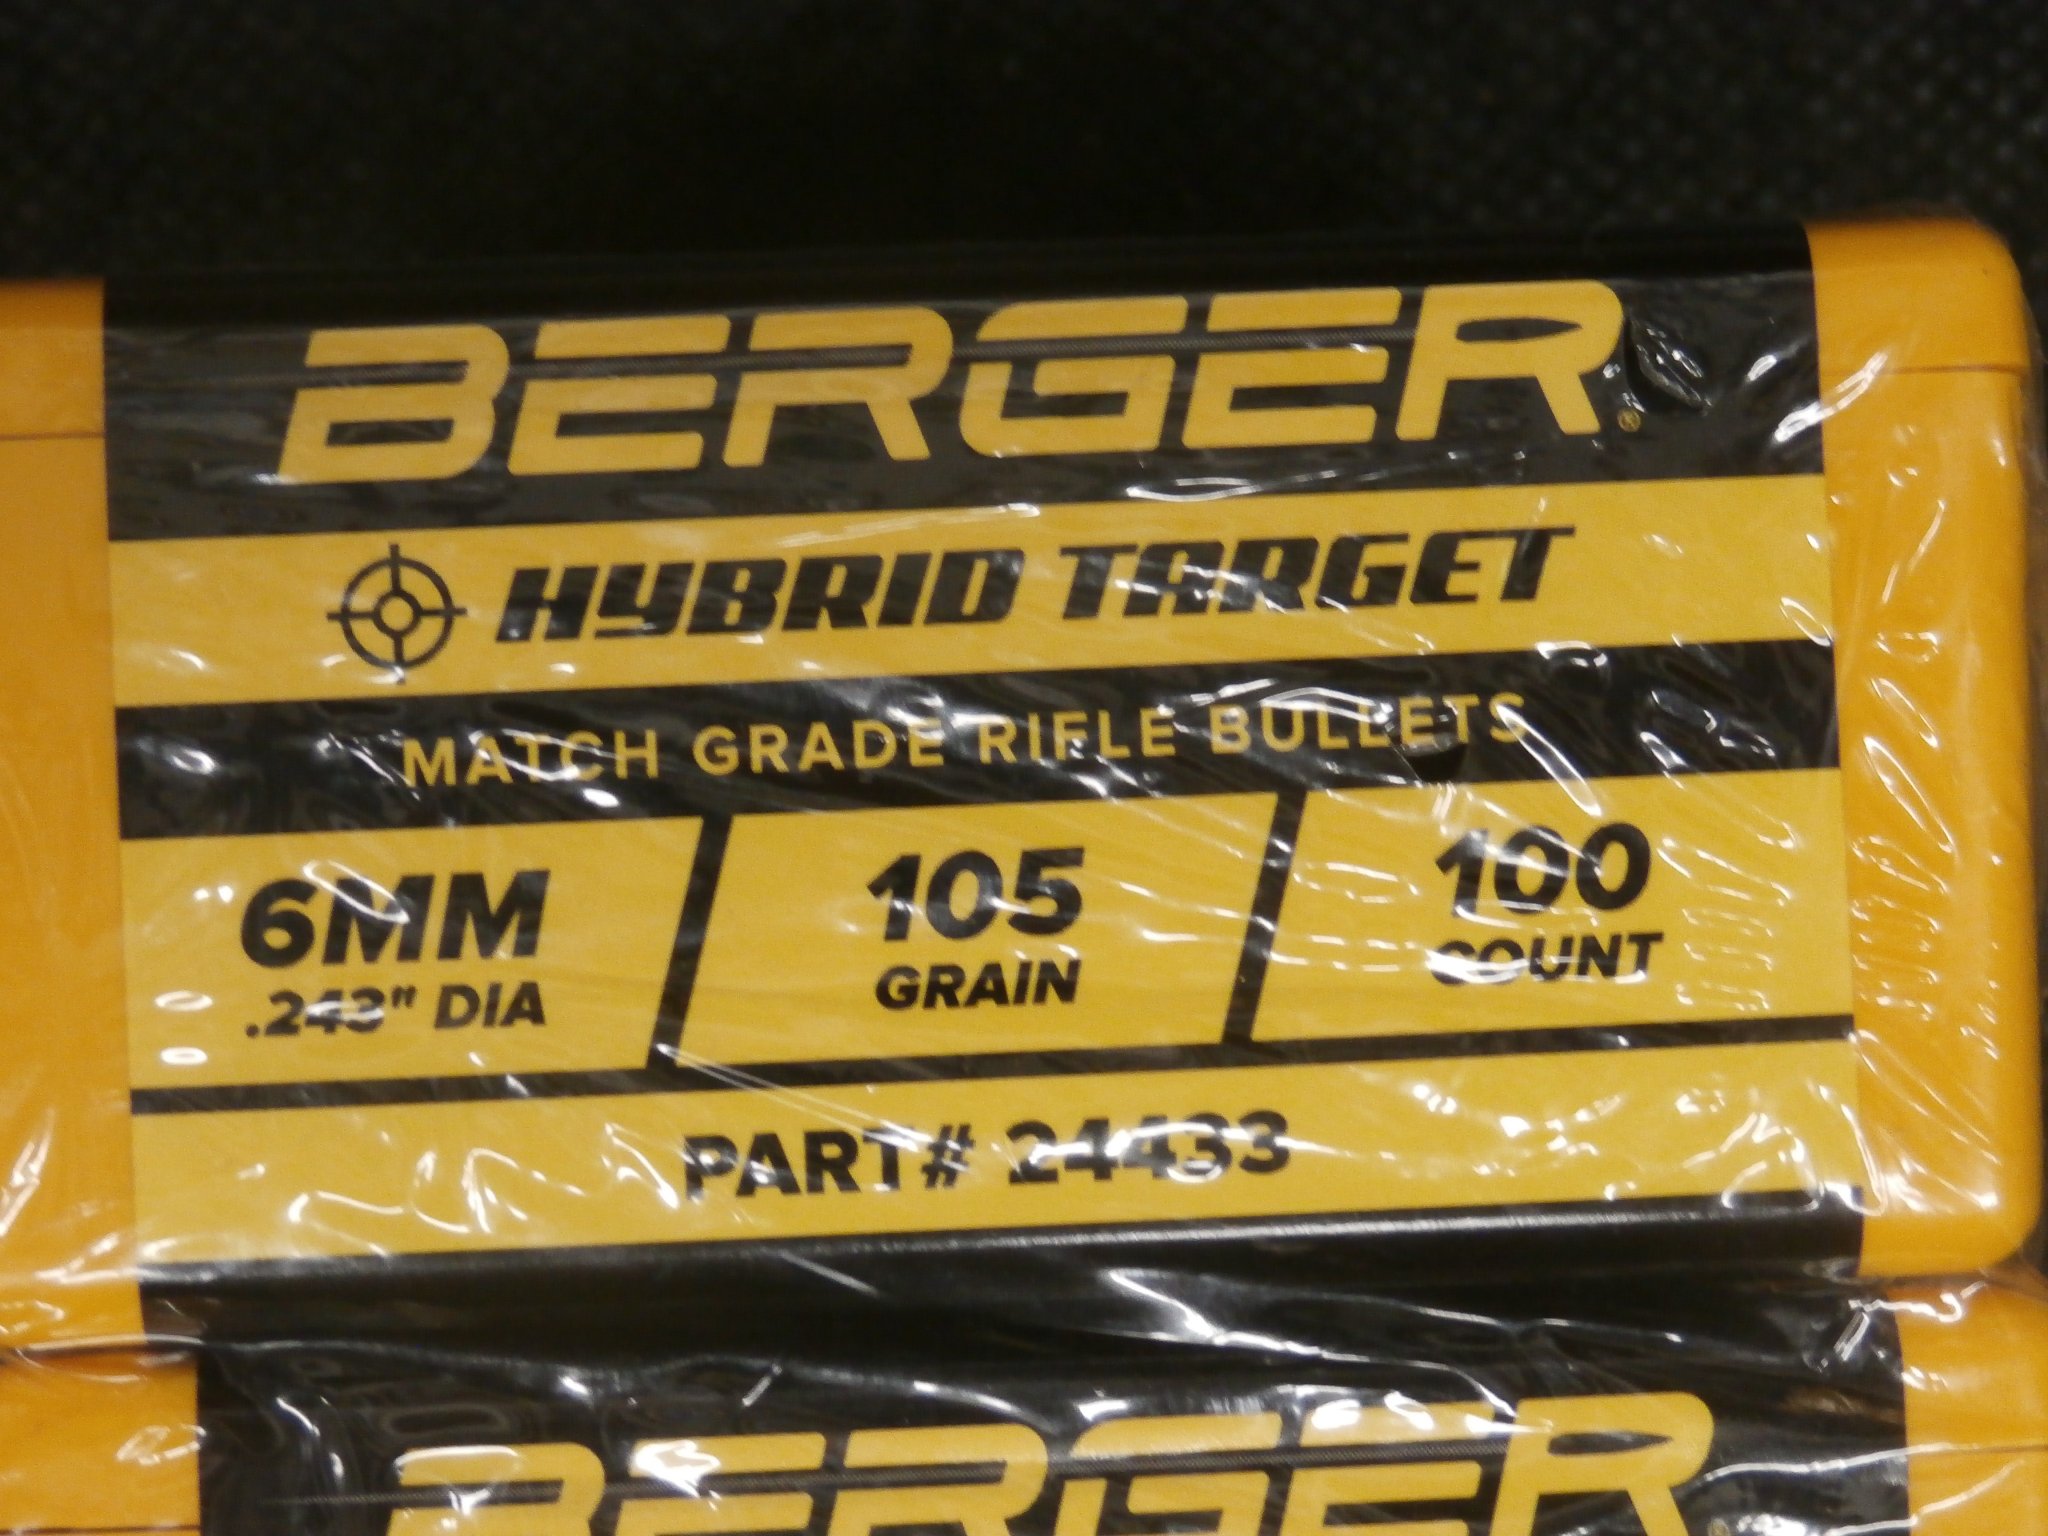 BERGER®
HYBRID TARGET
MATCH GRADE RIFLE BULLETS
6MM
.243" DIA
105
GRAIN
100
COUNT
PART# 24433
BERGER